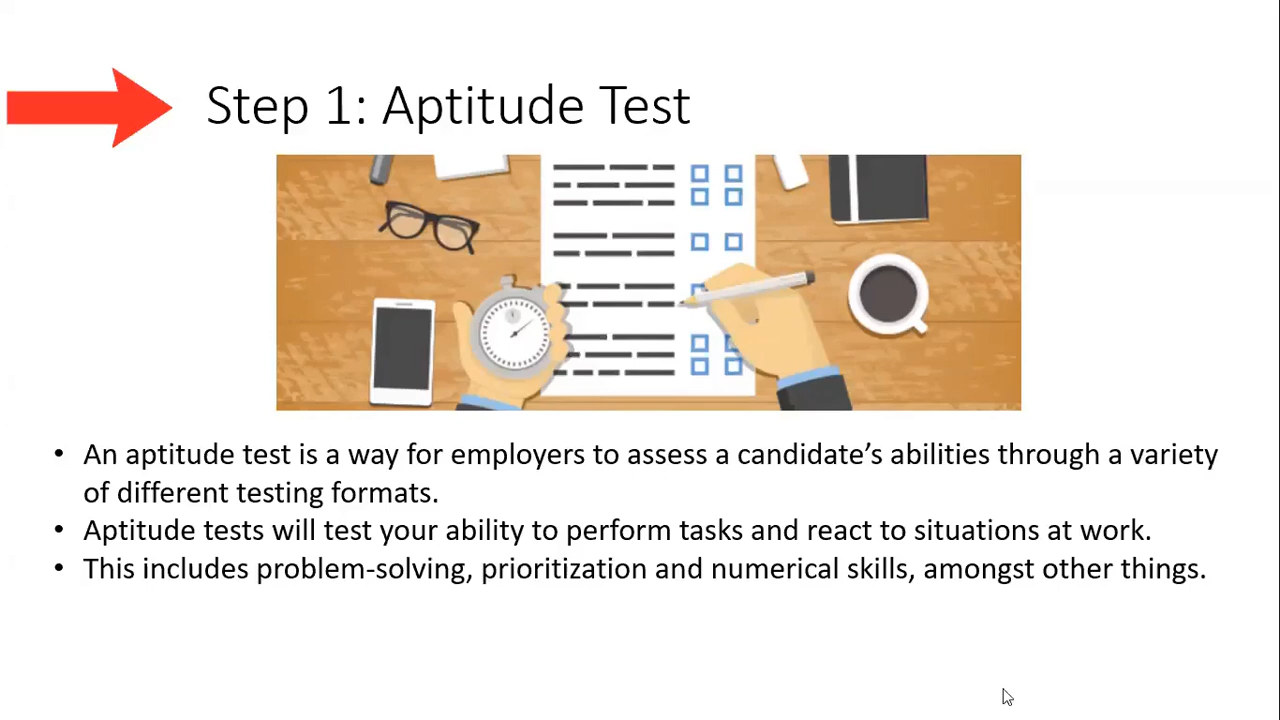 Step 1: Aptitude Test
• An aptitude test is a way for employers to assess a candidate’s abilities through a variety
of different testing formats.
• Aptitude tests will test your ability to perform tasks and react to situations at work.
• This includes problem-solving, prioritization and numerical skills, amongst other things.